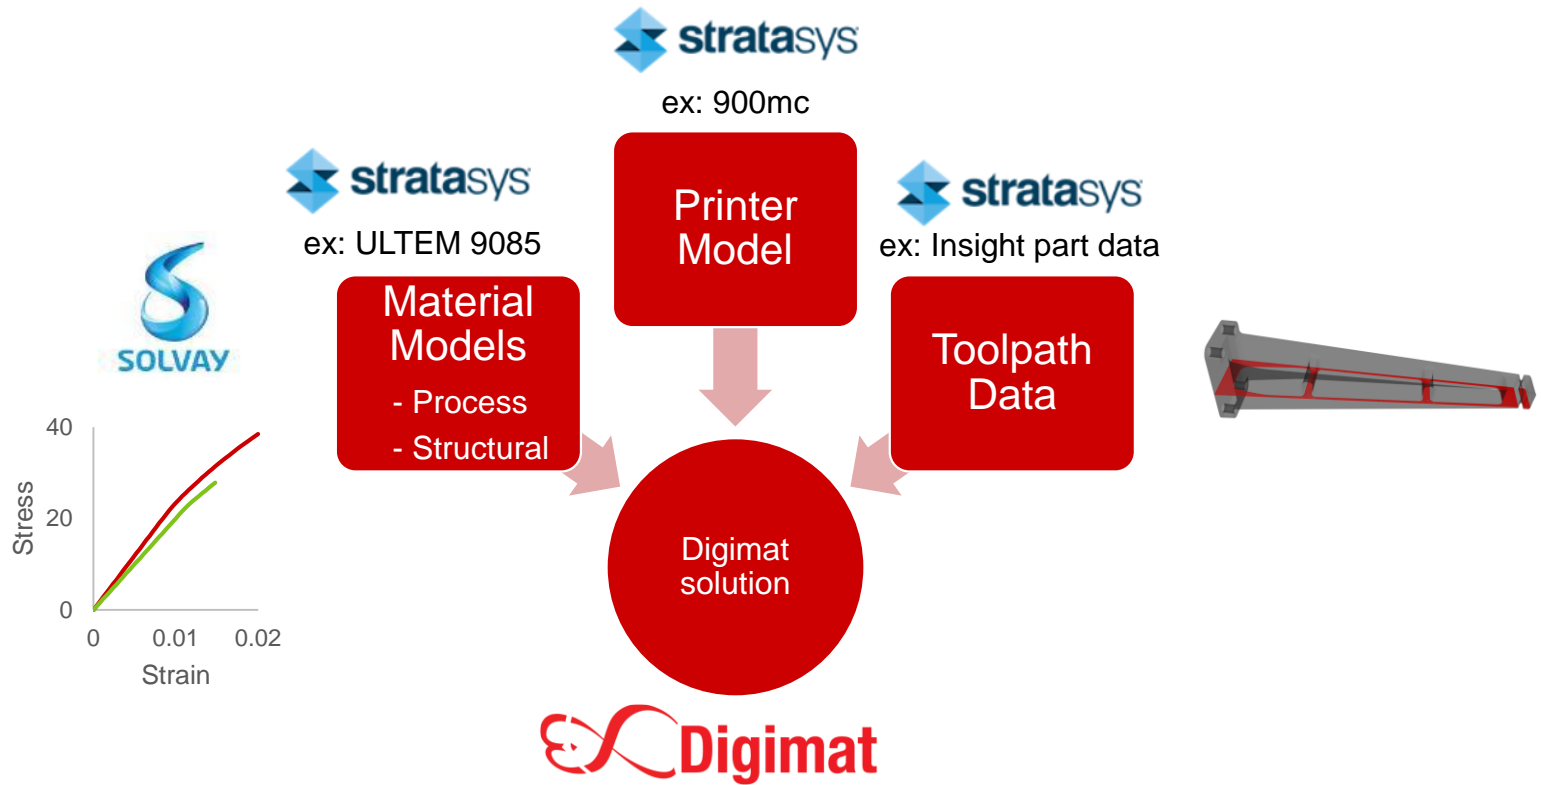 stratasys
ex: 900mc
Printer
Model
stratasys
ex: ULTEM 9085
Material
Models
- Process
- Structural
stratasys
ex: Insight part data
Toolpath
Data
SOLVAY
40
20
0
Stress
0
0.01
0.02
Strain
Digimat
solution
Digimat